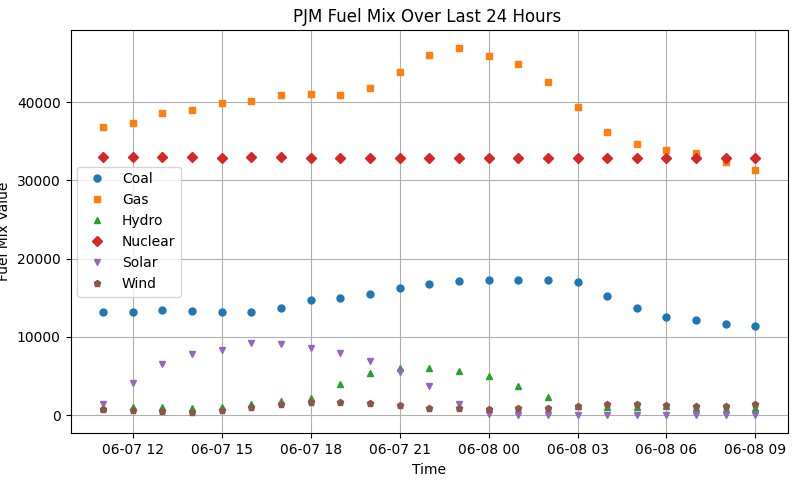 PJM Fuel Mix Over Last 24 Hours
Fuel Mix Value
40000
30000
20000
10000
0
Coal
Gas
Hydro
Nuclear
Solar
Wind
06-07 12 06-07 15 06-07 18 06-07 21 06-08 00 06-08 03 06-08 06 06-08 09
Time